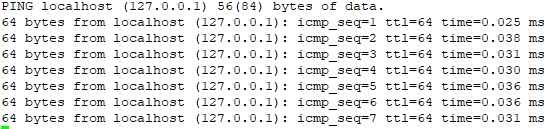 PING localhost (127.0.0.1) 56(84) bytes of data.
64 bytes from localhost (127.0.0.1): icmp_seq=1 ttl=64 time=0.025 ms
64 bytes from localhost (127.0.0.1): icmp_seq=2 ttl=64 time=0.038 ms
64 bytes from localhost (127.0.0.1): icmp_seq=3 ttl=64 time=0.031 ms
64 bytes from localhost (127.0.0.1): icmp_seq=4 ttl=64 time=0.030 ms
64 bytes from localhost (127.0.0.1): icmp_seq=5 ttl=64 time=0.036 ms
64 bytes from localhost (127.0.0.1): icmp_seq=6 ttl=64 time=0.036 ms
64 bytes from localhost (127.0.0.1): icmp_seq=7 ttl=64 time=0.031 ms